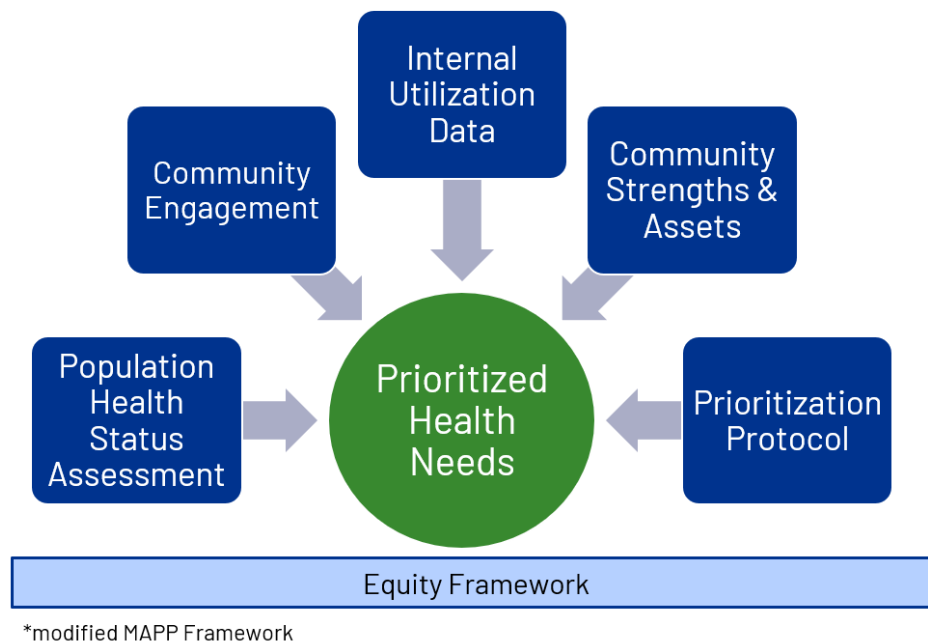 Internal
Utilization
Data
Community
Engagement
Community
Strengths &
Assets
Population
Health
Status
Assessment
Prioritized
Health
Needs
Prioritization
Protocol
Equity Framework
*modified MAPP Framework